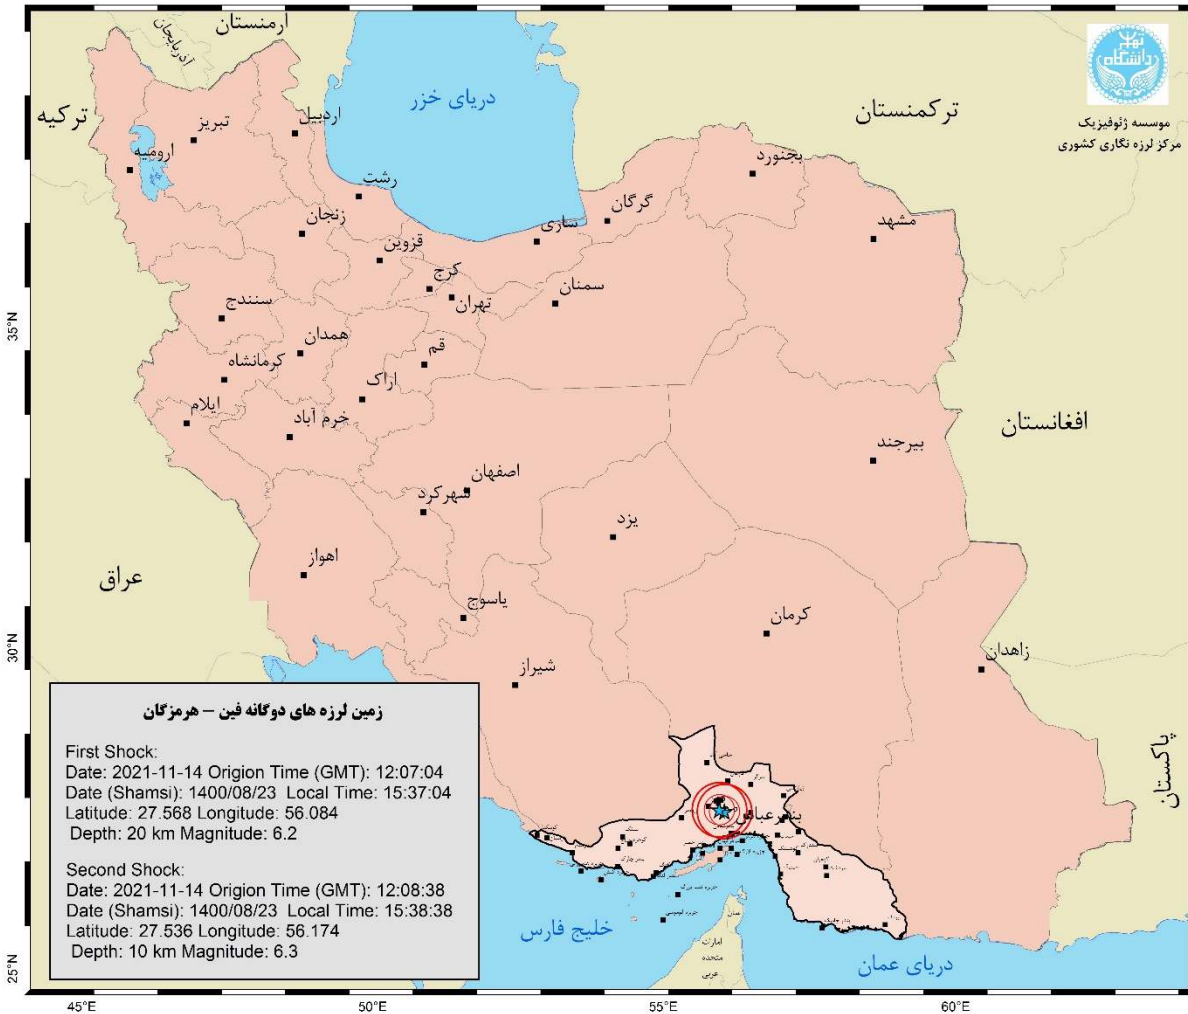 ارمنستان
آذربایجان
ترکیه
دریای خزر
ترکمنستان
تهران
دانشگاه
موسسه ژئوفیزیک
مرکز لرزه نگاری کشوری
تبریز
اردبیل
ارومیه
رشت
بجنورد
گرگان
ساری
مشهد
زنجان
قزوین
کرج
تهران
سمنان
سنندج
همدان
قم
کرمانشاه
اراک
ایلام
خرم آباد
افغانستان
بیرجند
اصفهان
شهرکرد
یزد
اهواز
عراق
یاسوج
کرمان
زاهدان
شیراز
پاکستان
بندرعباس
خلیج فارس
عمان
امارات
متحده
عربی
دریای عمان
زمین لرزه های دوگانه فین – هرمزگان
First Shock:
Date: 2021-11-14 Origion Time (GMT): 12:07:04
Date (Shamsi): 1400/08/23 Local Time: 15:37:04
Latitude: 27.568 Longitude: 56.084
Depth: 20 km Magnitude: 6.2
Second Shock:
Date: 2021-11-14 Origion Time (GMT): 12:08:38
Date (Shamsi): 1400/08/23 Local Time: 15:38:38
Latitude: 27.536 Longitude: 56.174
Depth: 10 km Magnitude: 6.3
35°N
30°N
25°N
45°E
50°E
55°E
60°E